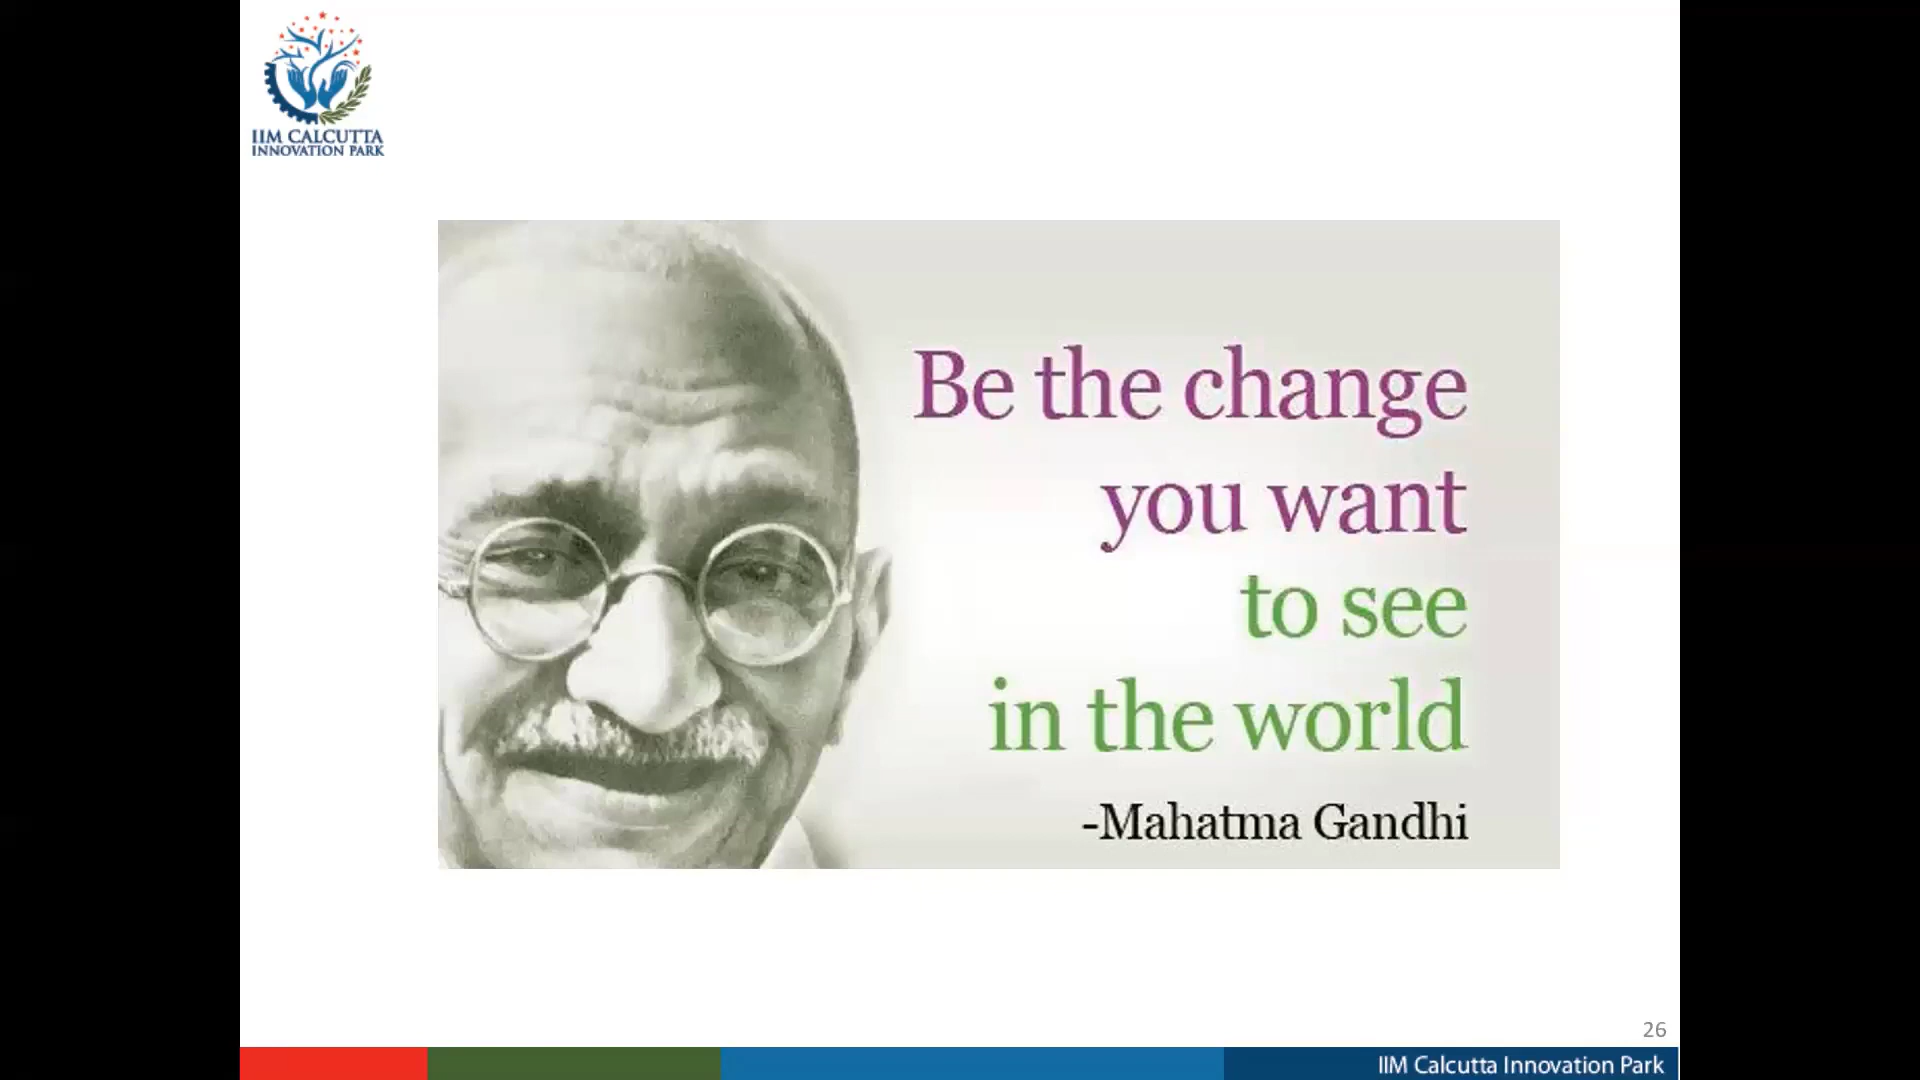 IIM CALCUTTA
INNOVATION PARK
Be the change
you want
to see
in the world
-Mahatma Gandhi
26
IIM Calcutta Innovation Park